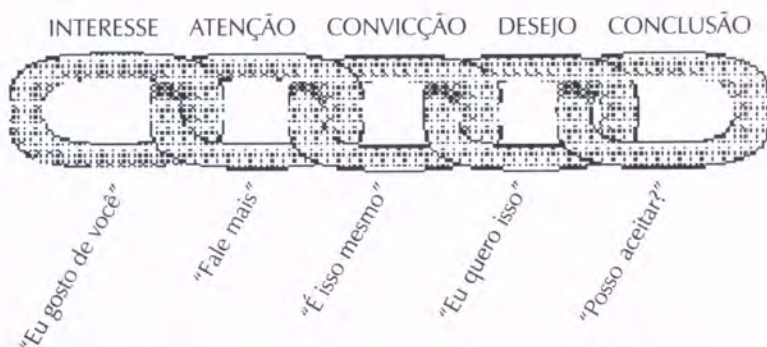 INTERESSE ATENÇÃO CONVICÇÃO DESEJO CONCLUSÃO
"Eu gosto de você"
"Fale mais"
"É isso mesmo"
"Eu quero isso"
"Posso aceitar?"